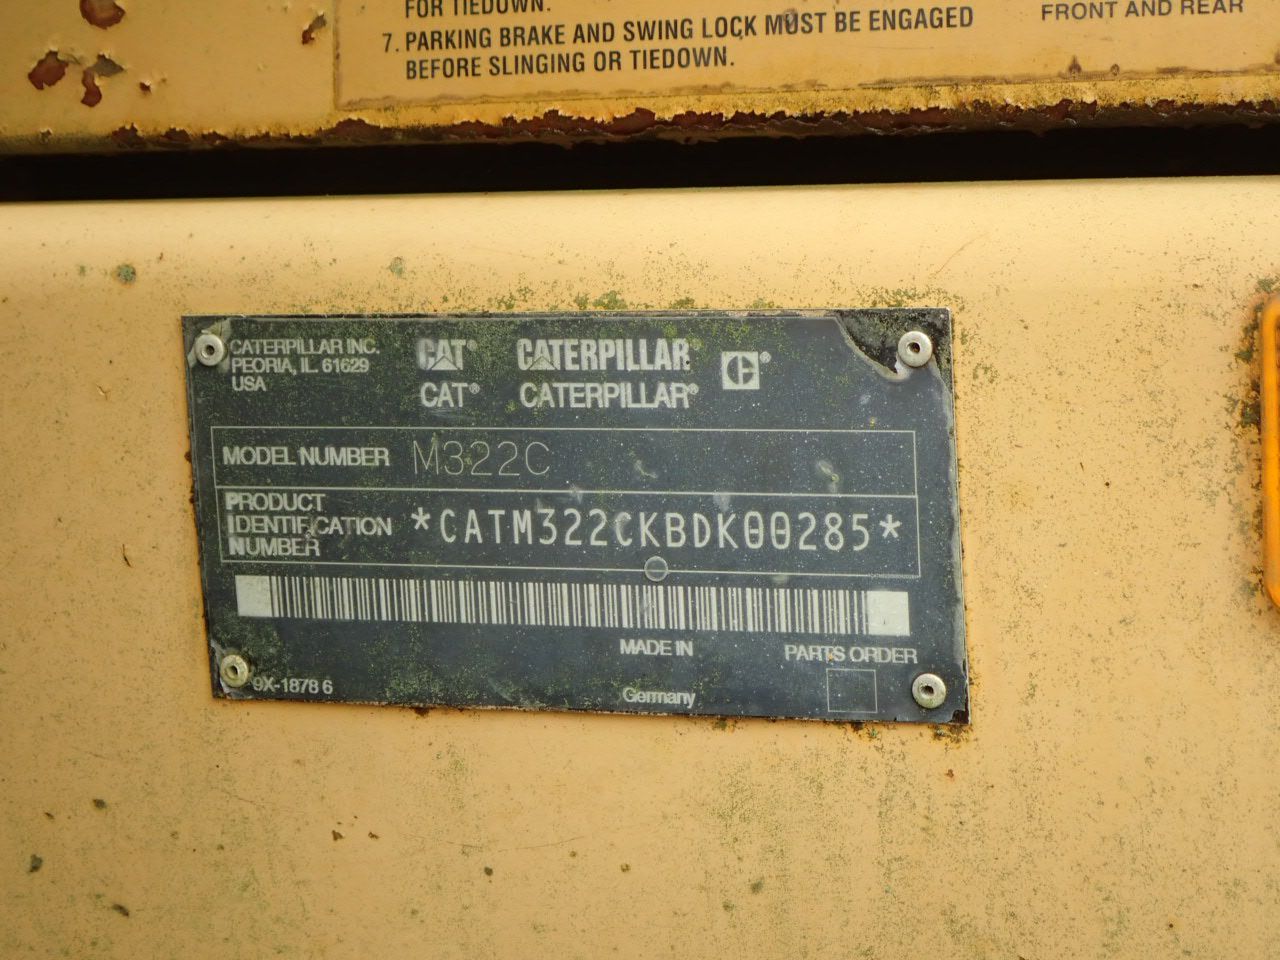 FOR TIEDOWN.
7. PARKING BRAKE AND SWING LOCK MUST BE ENGAGED
BEFORE SLINGING OR TIEDOWN.
FRONT AND REAR
CATERPILLAR INC.
PEORIA, IL. 61629
USA
CAT® CATERPILLAR® CE®
CAT® CATERPILLAR®
MODEL NUMBER M322C
PRODUCT
IDENTIFICATION
NUMBER
*CATM322CKBDK00285*
MADE IN
Germany
PARTS ORDER
9X-1878 6